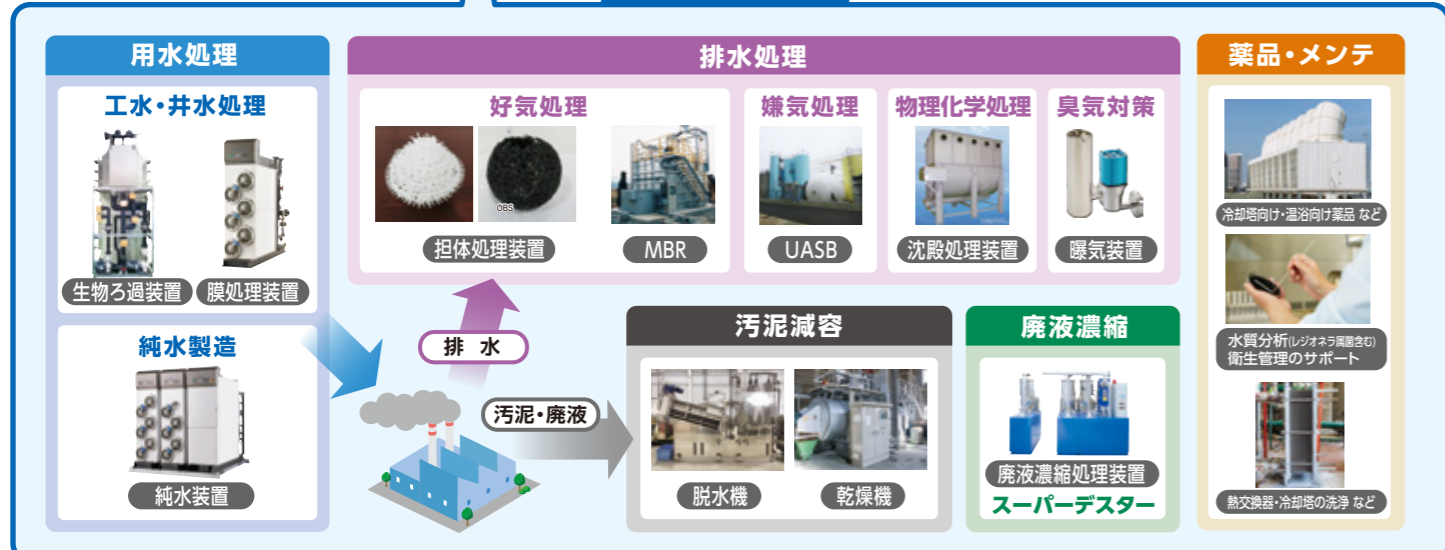 用水処理
工水・井水処理
生物ろ過装置
膜処理装置
純水製造
純水装置
排水処理
好気処理
OBS
担体処理装置
MBR
嫌気処理
UASB
物理化学処理
沈殿処理装置
臭気対策
曝気装置
排 水
汚泥・廃液
汚泥減容
脱水機
乾燥機
廃液濃縮
廃液濃縮処理装置
スーパーデスター
薬品・メンテ
冷却塔向け・温浴向け薬品 など
水質分析(レジオネラ属菌含む)
衛生管理のサポート
熱交換器・冷却塔の洗浄 など